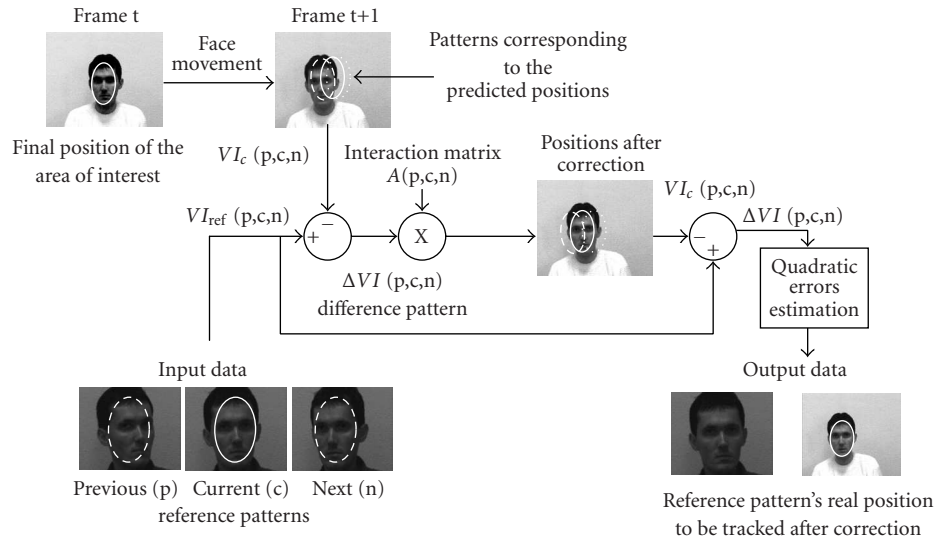 Frame t
Frame t+1
Face
movement
Patterns corresponding
to the
predicted positions
Final position of the
area of interest
VI_c (p,c,n)
Interaction matrix
A(p,c,n)
Positions after
correction
VI_c (p,c,n)
ΔVI (p,c,n)
VI_ref (p,c,n)
+
−
X
−
+
ΔVI (p,c,n)
difference pattern
Quadratic
errors
estimation
Input data
Output data
Previous (p)
Current (c)
Next (n)
reference patterns
Reference pattern's real position
to be tracked after correction